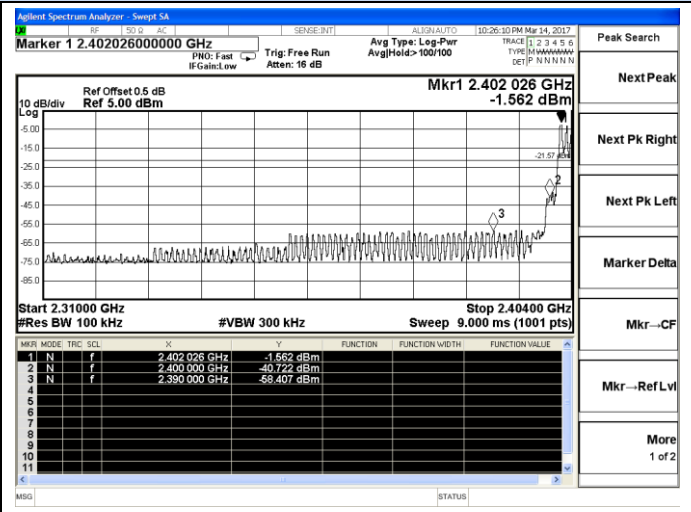 Agilent Spectrum Analyzer - Swept SA
LXI RF 50 Ω AC SENSE:INT ALIGNAUTO 10:26:10 PM Mar 14, 2017
Marker 1 2.402026000000 GHz
PNO: Fast
IFGain:Low
Trig: Free Run
Atten: 16 dB
Avg Type: Log-Pwr
Avg|Hold:> 100/100
TRACE 1 2 3 4 5 6
TYPE MWWWWW
DET P N N N N N
Peak Search
Ref Offset 0.5 dB
10 dB/div Ref 5.00 dBm
Log
Mkr1 2.402 026 GHz
-1.562 dBm
-5.00
-15.0
-25.0
-35.0
-45.0
-55.0
-65.0
-75.0
-85.0
-21.57 dBm
2
3
Start 2.31000 GHz Stop 2.40400 GHz
#Res BW 100 kHz #VBW 300 kHz Sweep 9.000 ms (1001 pts)
MKR MODE TRC SCL X Y FUNCTION FUNCTION WIDTH FUNCTION VALUE
1 N f 2.402 026 GHz -1.562 dBm
2 N f 2.400 000 GHz -40.722 dBm
3 N f 2.390 000 GHz -58.407 dBm
4
5
6
7
8
9
10
11
MSG STATUS
Next Peak
Next Pk Right
Next Pk Left
Marker Delta
Mkr→CF
Mkr→Ref Lvl
More
1 of 2